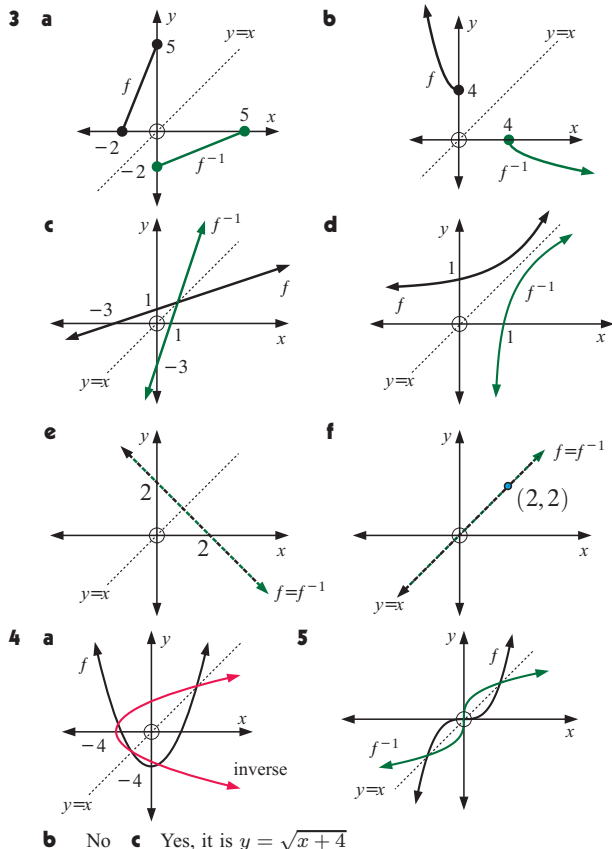 3 a
y
5
y=x
f
5
x
−2
−2
f⁻¹
b
y
y=x
f
4
4
x
f⁻¹
c
y
f⁻¹
−3
1
f
1
x
−3
y=x
d
y
1
f
f⁻¹
1
x
y=x
e
y
2
2
x
y=x
f=f⁻¹
f
y
f=f⁻¹
(2, 2)
x
y=x
4 a
y
f
x
−4
−4
inverse
y=x
5
y
f
x
f⁻¹
y=x
b No c Yes, it is y = √(x + 4)